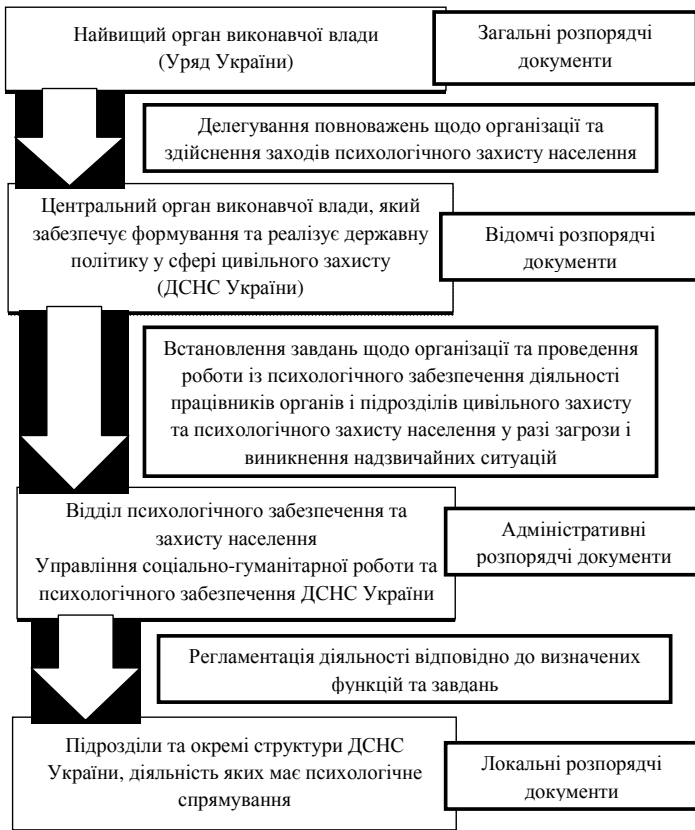 Найвищий орган виконавчої влади
(Уряд України)
Загальні розпорядчі
документи
Делегування повноважень щодо організації та
здійснення заходів психологічного захисту населення
Центральний орган виконавчої влади, який
забезпечує формування та реалізує державну
політику у сфері цивільного захисту
(ДСНС України)
Відомчі розпорядчі
документи
Встановлення завдань щодо організації та проведення
роботи із психологічного забезпечення діяльності
працівників органів і підрозділів цивільного захисту
та психологічного захисту населення у разі загрози і
виникнення надзвичайних ситуацій
Відділ психологічного забезпечення та
захисту населення
Управління соціально-гуманітарної роботи та
психологічного забезпечення ДСНС України
Адміністративні
розпорядчі документи
Регламентація діяльності відповідно до визначених
функцій та завдань
Підрозділи та окремі структури ДСНС
України, діяльність яких має психологічне
спрямування
Локальні розпорядчі
документи